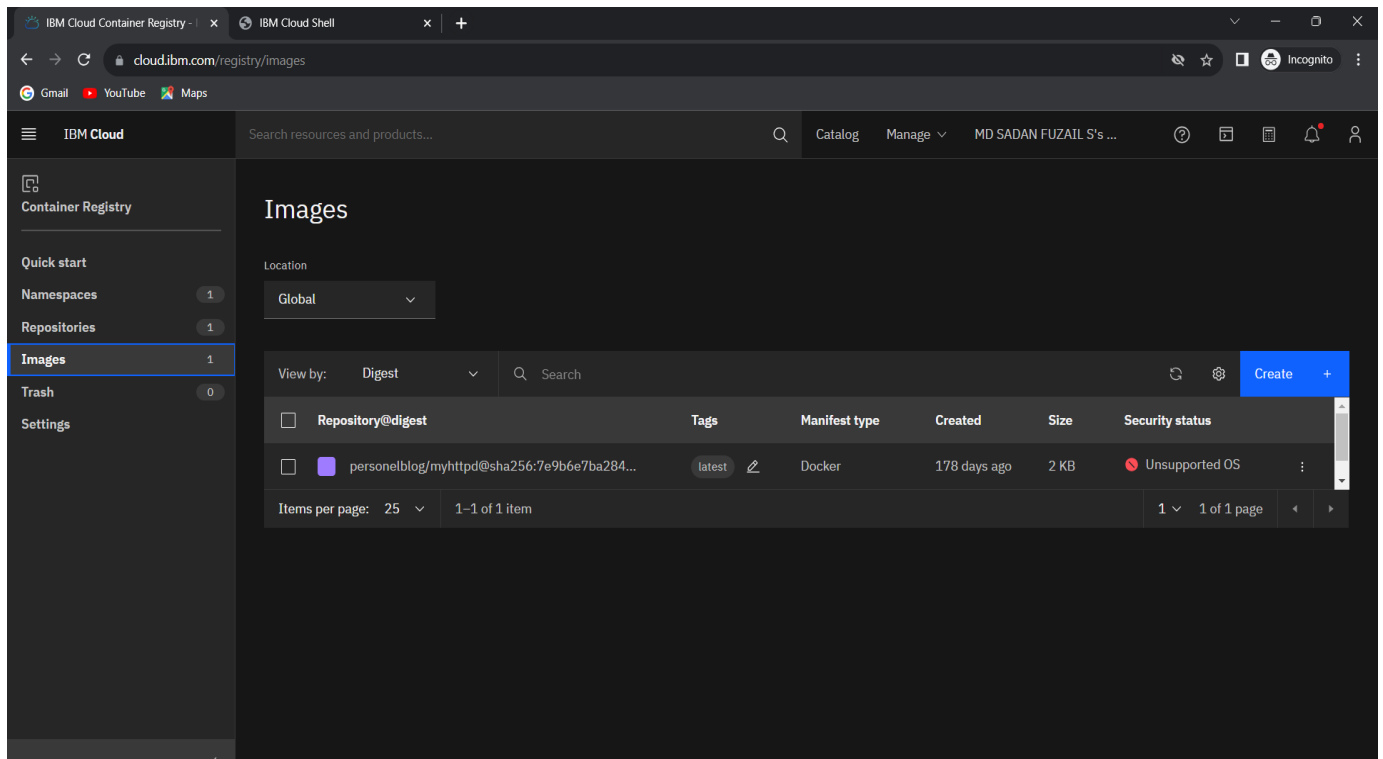 IBM Cloud Container Registry - I
IBM Cloud Shell
cloud.ibm.com/registry/images
Incognito
Gmail
YouTube
Maps
IBM Cloud
Search resources and products...
Catalog
Manage
MD SADAN FUZAIL S's ...
Container Registry
Quick start
Namespaces 1
Repositories 1
Images 1
Trash 0
Settings
Images
Location
Global
View by: Digest
Search
Create +
Repository@digest Tags Manifest type Created Size Security status
personelblog/myhttpd@sha256:7e9b6e7ba284... latest Docker 178 days ago 2 KB Unsupported OS
Items per page: 25 1–1 of 1 item 1 1 of 1 page